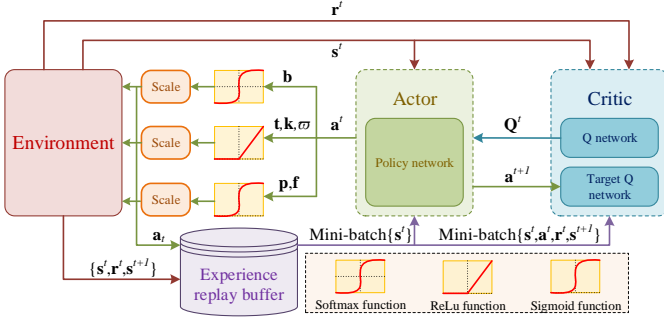 r^t
s^t
Scale
b
Actor
Critic
Environment
Scale
t,k,ϖ
a^t
Policy network
Q^t
Q network
a^{t+1}
Target Q
network
Scale
p,f
a_t
Mini-batch{s^t}
Mini-batch{s^t,a^t,r^t,s^{t+1}}
{s^t,r^t,s^{t+1}}
Experience
replay buffer
Softmax function
ReLu function
Sigmoid function